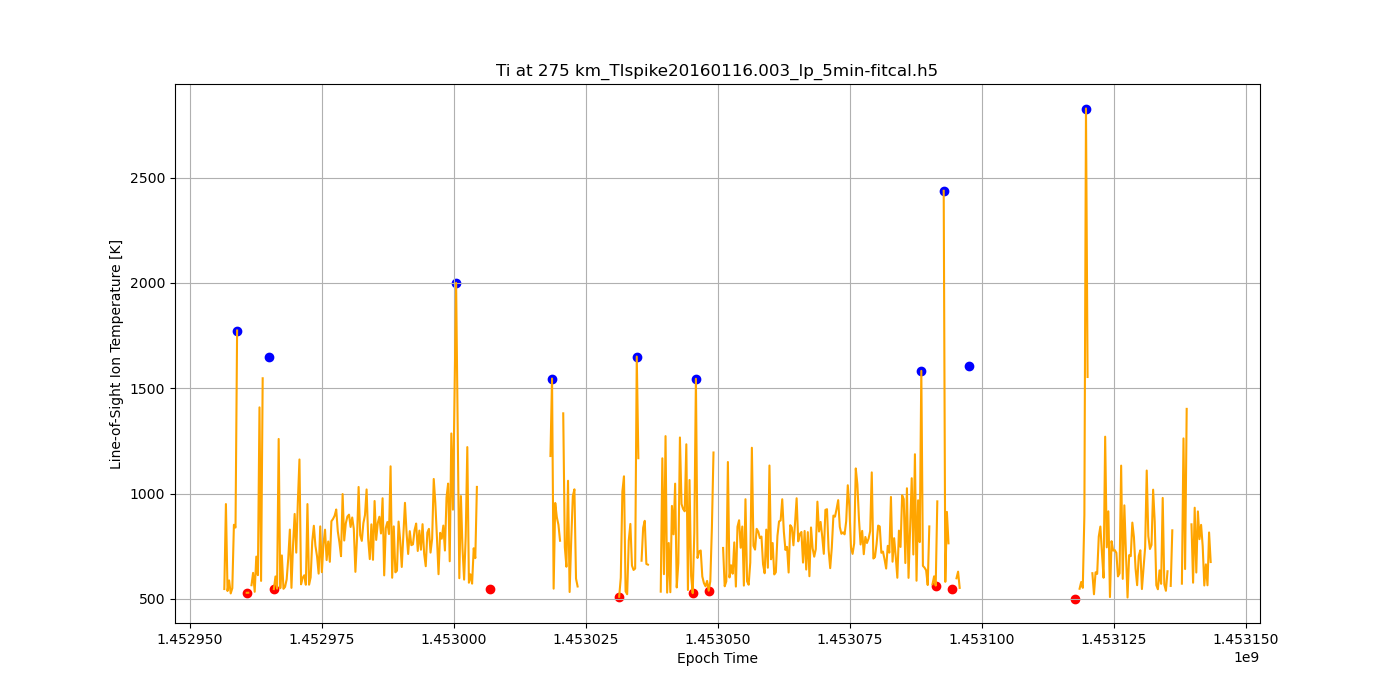 Ti at 275 km_TIspike20160116.003_lp_5min-fitcal.h5
Line-of-Sight Ion Temperature [K]
2500
2000
1500
1000
500
1.452950 1.452975 1.453000 1.453025 1.453050 1.453075 1.453100 1.453125 1.453150
1e9
Epoch Time